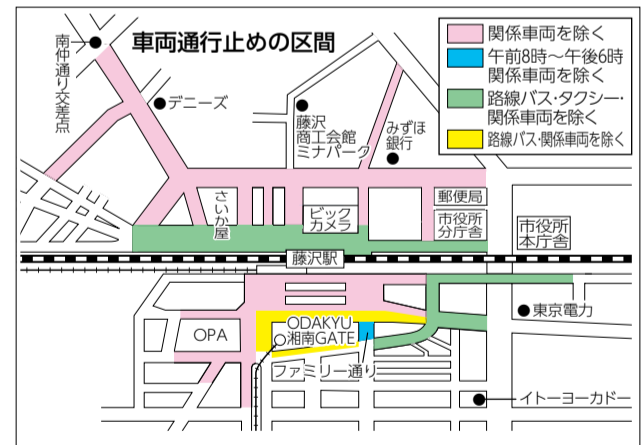 車両通行止めの区間
関係車両を除く
午前8時~午後6時
関係車両を除く
路線バス・タクシー・
関係車両を除く
路線バス・関係車両を除く
南仲通り交差点
デニーズ
藤沢
商工会館
ミナパーク
みずほ
銀行
さいか屋
ビック
カメラ
郵便局
市役所
分庁舎
市役所
本庁舎
藤沢駅
OPA
ODAKYU
湘南GATE
ファミリー通り
東京電力
イトーヨーカドー